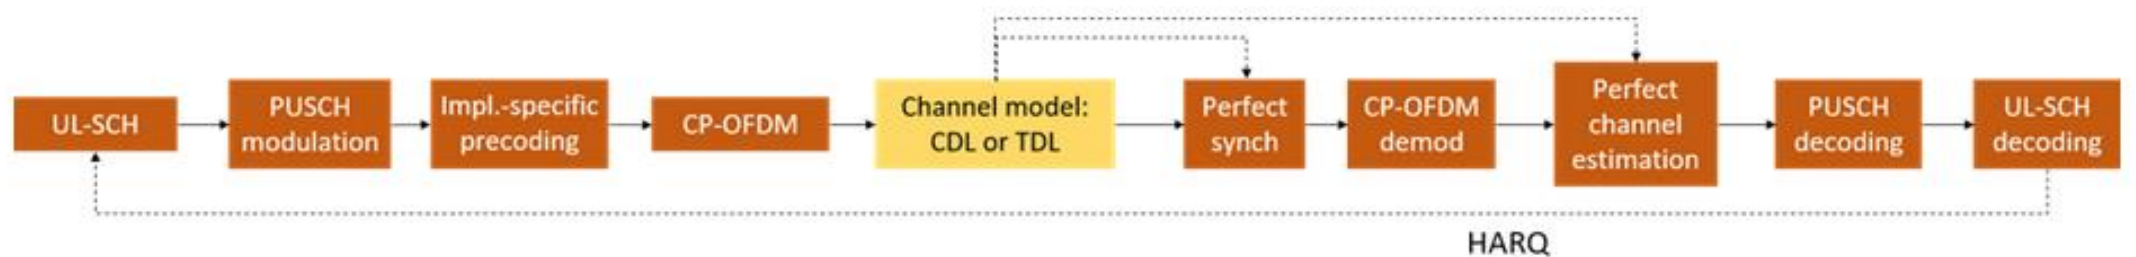 UL-SCH
PUSCH
modulation
Impl.-specific
precoding
CP-OFDM
Channel model:
CDL or TDL
Perfect
synch
CP-OFDM
demod
Perfect
channel
estimation
PUSCH
decoding
UL-SCH
decoding
HARQ